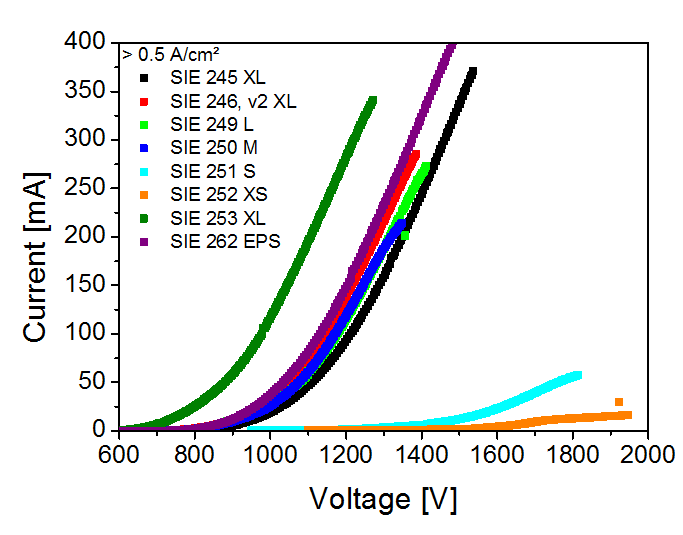 > 0.5 A/cm²
SIE 245 XL
SIE 246, v2 XL
SIE 249 L
SIE 250 M
SIE 251 S
SIE 252 XS
SIE 253 XL
SIE 262 EPS
Current [mA]
400
350
300
250
200
150
100
50
0
600
800
1000
1200
1400
1600
1800
2000
Voltage [V]